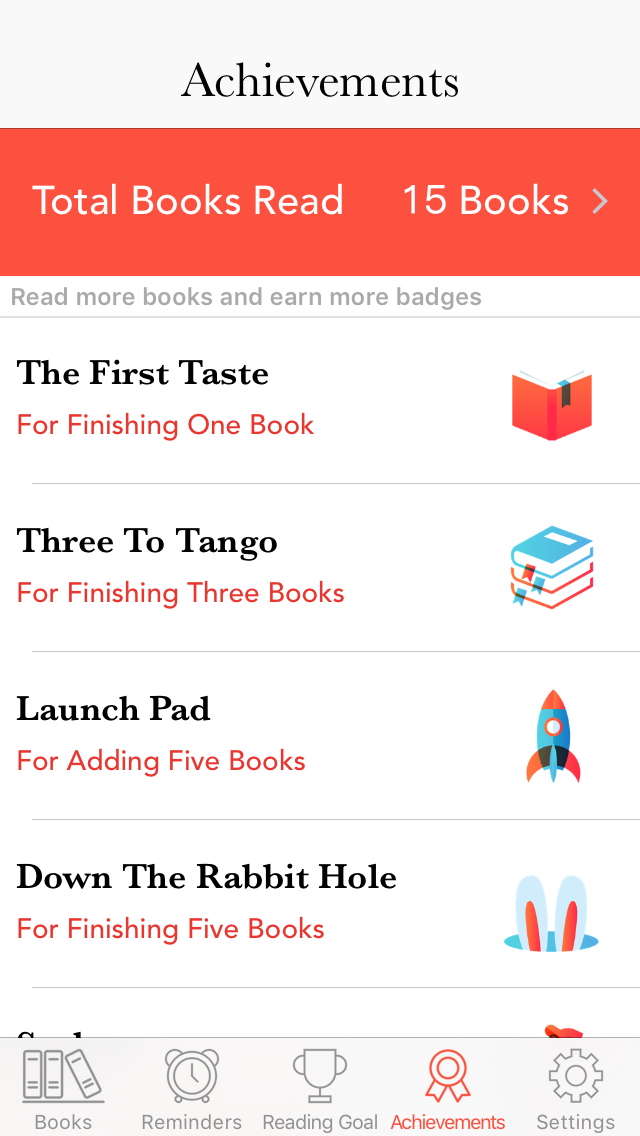 Achievements
Total Books Read 15 Books
Read more books and earn more badges
The First Taste
For Finishing One Book
Three To Tango
For Finishing Three Books
Launch Pad
For Adding Five Books
Down The Rabbit Hole
For Finishing Five Books
Books Reminders Reading Goal Achievements Settings